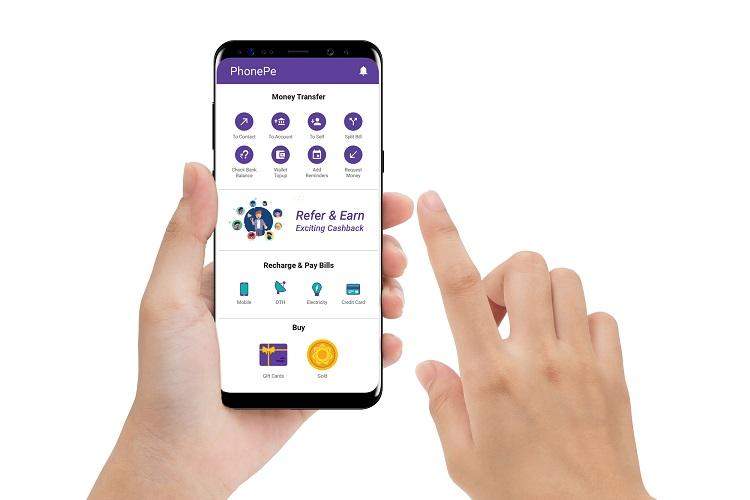 PhonePe
Money Transfer
To Contact
To Account
To Self
Split Bill
Check Bank
Balance
Wallet
Topup
Add
Reminders
Request
Money
Refer & Earn
Exciting Cashback
Recharge & Pay Bills
Mobile
DTH
Electricity
Credit Card
Buy
Gift Cards
Gold